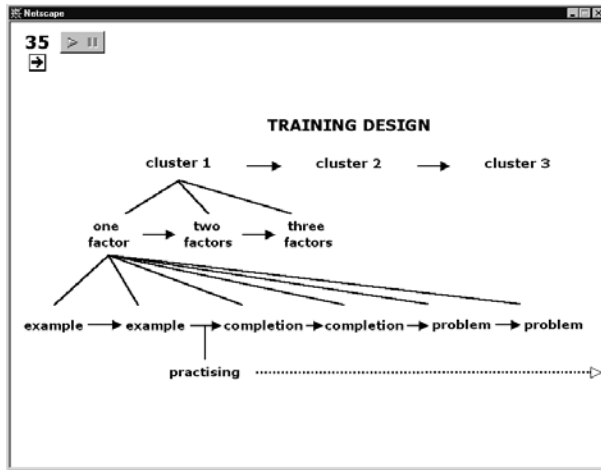 Netscape
35
TRAINING DESIGN
cluster 1 cluster 2 cluster 3
one two three
factor factors factors
example example completion completion problem problem
practising